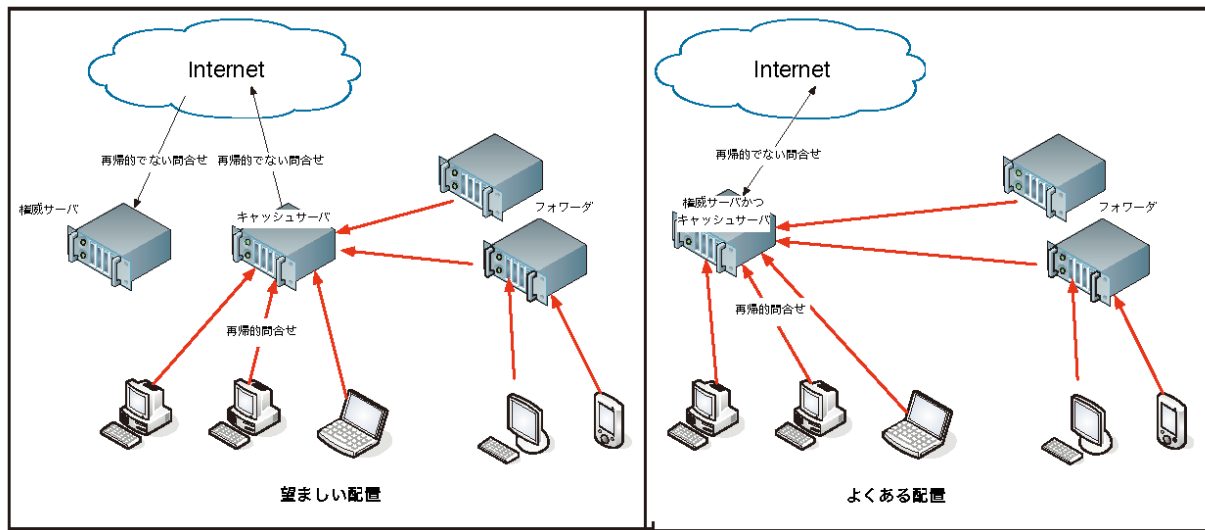 Internet
再帰的でない問合せ
再帰的でない問合せ
権威サーバ
キャッシュサーバ
フォワーダ
再帰的問合せ
望ましい配置
Internet
再帰的でない問合せ
権威サーバかつ
キャッシュサーバ
フォワーダ
再帰的問合せ
よくある配置